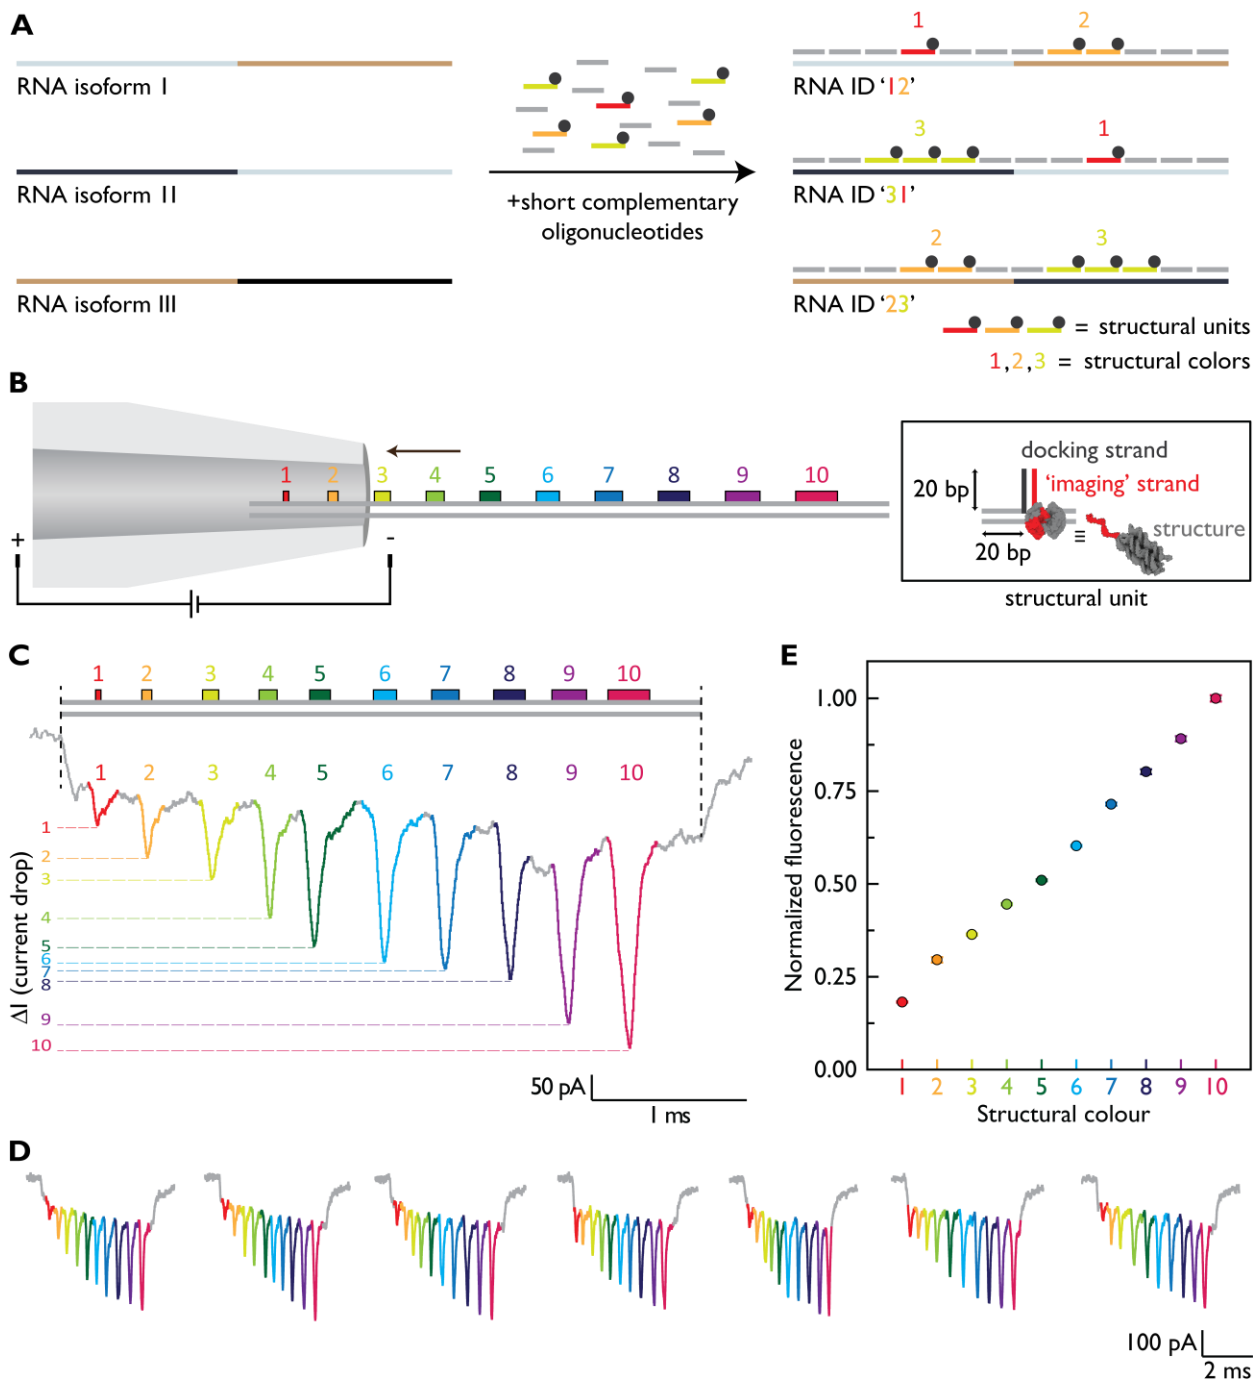 A
RNA isoform I
RNA isoform II
RNA isoform III
+short complementary
oligonucleotides
1 2
RNA ID ‘12’
3 1
RNA ID ‘31’
2 3
RNA ID ‘23’
= structural units
1,2,3 = structural colors
B
1 2 3 4 5 6 7 8 9 10
+ -
docking strand
20 bp
‘imaging’ strand
structure
20 bp
≡
structural unit
C
1 2 3 4 5 6 7 8 9 10
1 2 3 4 5 6 7 8 9 10
ΔI (current drop)
1
2
3
4
5
6
7
8
9
10
50 pA
1 ms
E
Normalized fluorescence
1.00
0.75
0.50
0.25
0.00
1 2 3 4 5 6 7 8 9 10
Structural colour
D
100 pA
2 ms